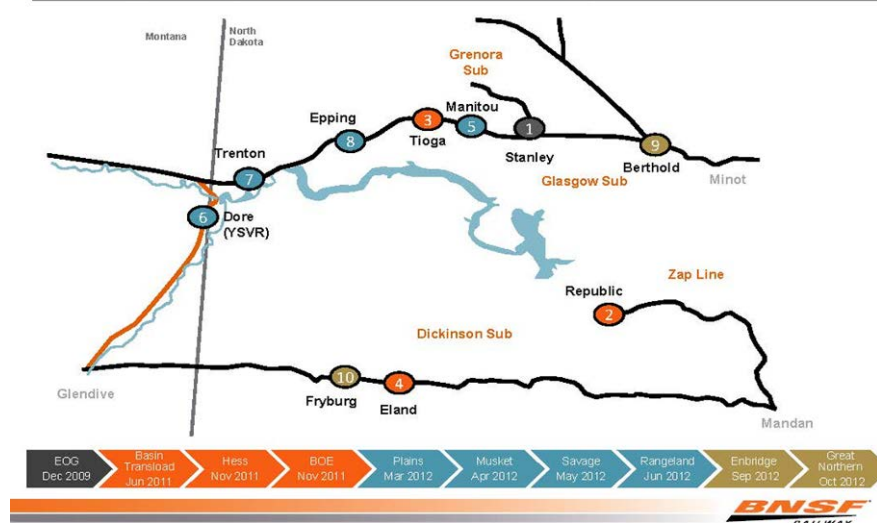 Montana
North
Dakota
Grenora
Sub
Manitou
Epping
3
5
1
8
Tioga
9
Trenton
Stanley
Berthold
7
Glasgow Sub
Minot
6
Dore
(YSVR)
Zap Line
Republic
2
Dickinson Sub
10
4
Glendive
Fryburg
Eland
Mandan
EOG
Dec 2009
Basin
Transload
Jun 2011
Hess
Nov 2011
BOE
Nov 2011
Plains
Mar 2012
Musket
Apr 2012
Savage
May 2012
Rangeland
Jun 2012
Enbridge
Sep 2012
Great
Northern
Oct 2012
BNSF
RAILWAY